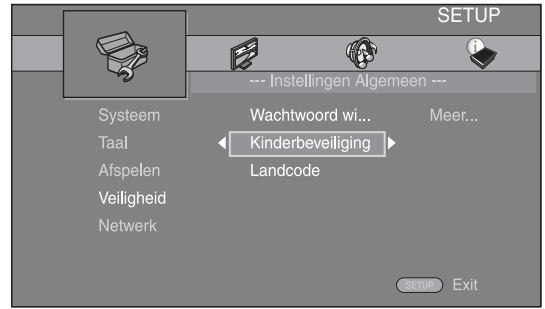 SETUP
--- Instellingen Algemeen ---
Systeem Wachtwoord wi... Meer...
Taal Kinderbeveiliging
Afspelen Landcode
Veiligheid
Netwerk
SETUP Exit